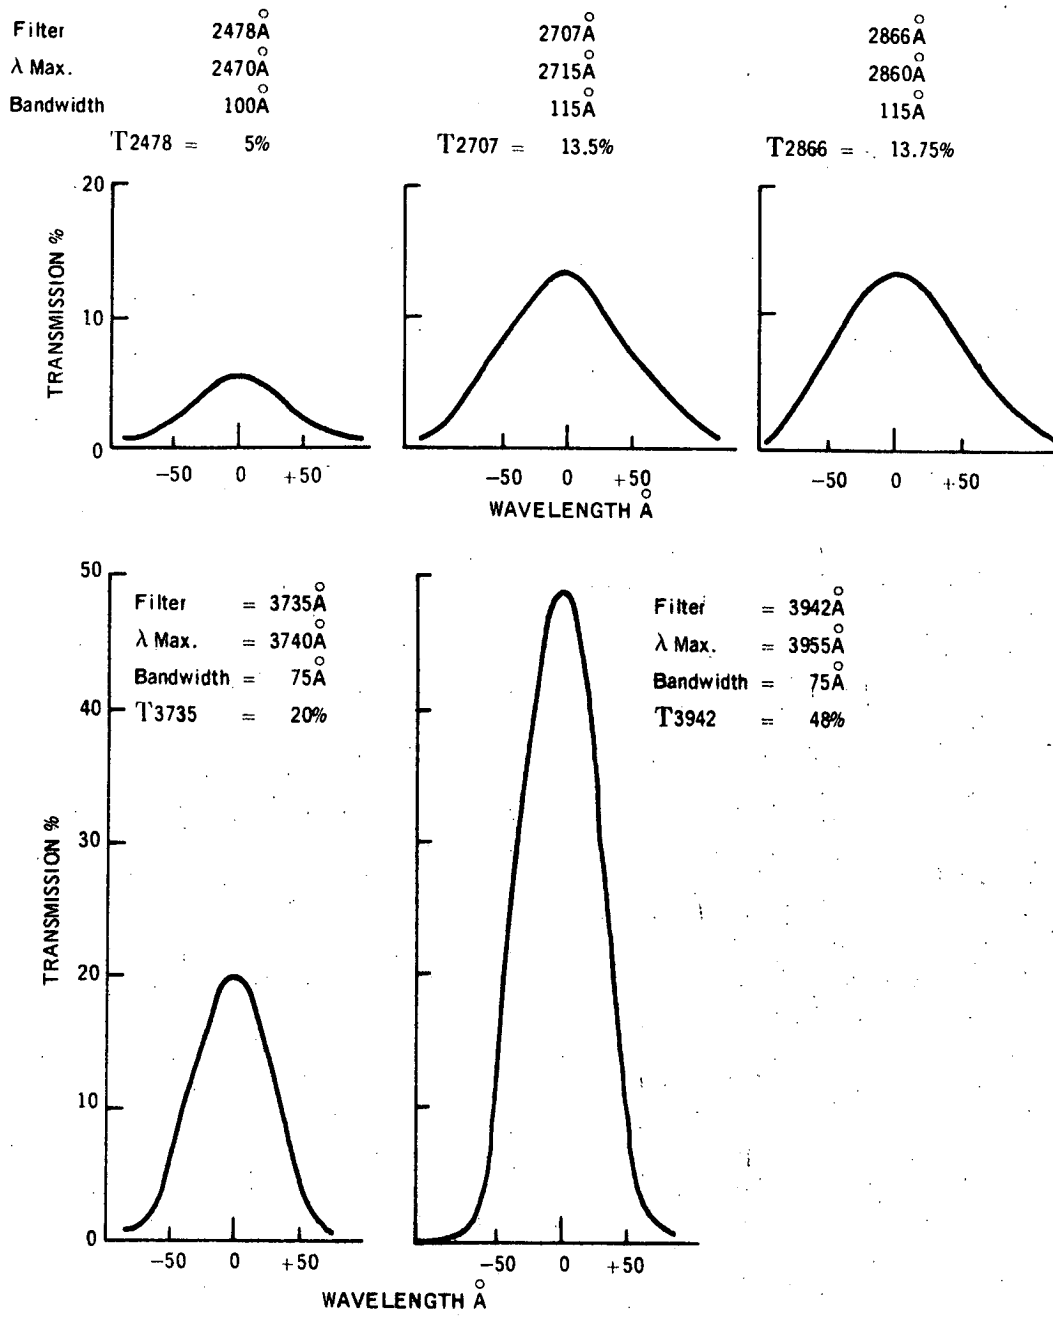 Filter 2478Å 2707Å 2866Å
λ Max. 2470Å 2715Å 2860Å
Bandwidth 100Å 115Å 115Å
T2478 = 5% T2707 = 13.5% T2866 = 13.75%
TRANSMISSION %
20
10
0
-50 0 +50
-50 0 +50
-50 0 +50
WAVELENGTH Å
TRANSMISSION %
50
40
30
20
10
0
Filter = 3735Å
λ Max. = 3740Å
Bandwidth = 75Å
T3735 = 20%
Filter = 3942Å
λ Max. = 3955Å
Bandwidth = 75Å
T3942 = 48%
-50 0 +50
-50 0 +50
WAVELENGTH Å